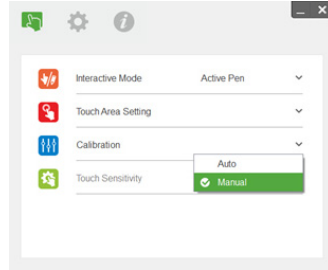 Interactive Mode Active Pen
Touch Area Setting
Calibration
Auto
Manual
Touch Sensitivity